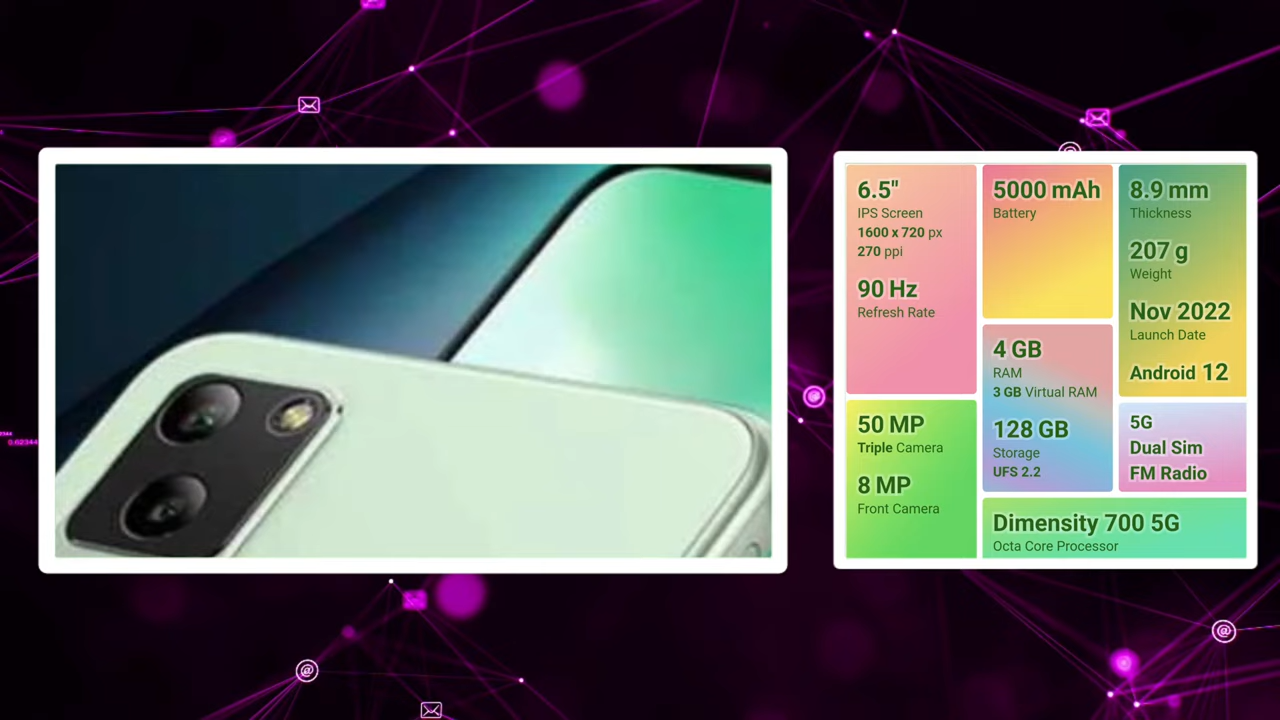 6.5"
IPS Screen
1600 x 720 px
270 ppi
90 Hz
Refresh Rate
50 MP
Triple Camera
8 MP
Front Camera
5000 mAh
Battery
4 GB
RAM
3 GB Virtual RAM
128 GB
Storage
UFS 2.2
8.9 mm
Thickness
207 g
Weight
Nov 2022
Launch Date
Android 12
5G
Dual Sim
FM Radio
Dimensity 700 5G
Octa Core Processor
0.62344
@
@
@